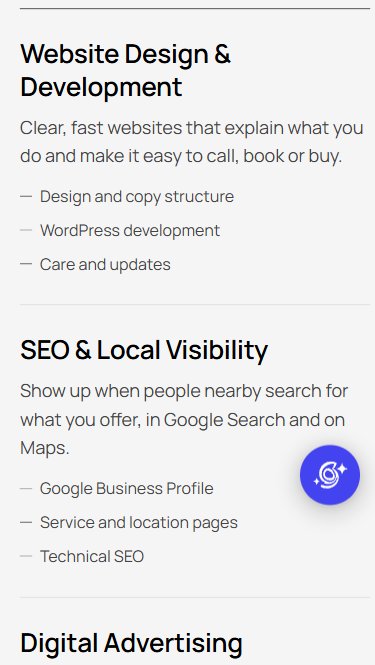 Website Design &
Development
Clear, fast websites that explain what you
do and make it easy to call, book or buy.
— Design and copy structure
— WordPress development
— Care and updates
SEO & Local Visibility
Show up when people nearby search for
what you offer, in Google Search and on
Maps.
— Google Business Profile
— Service and location pages
— Technical SEO
Digital Advertising